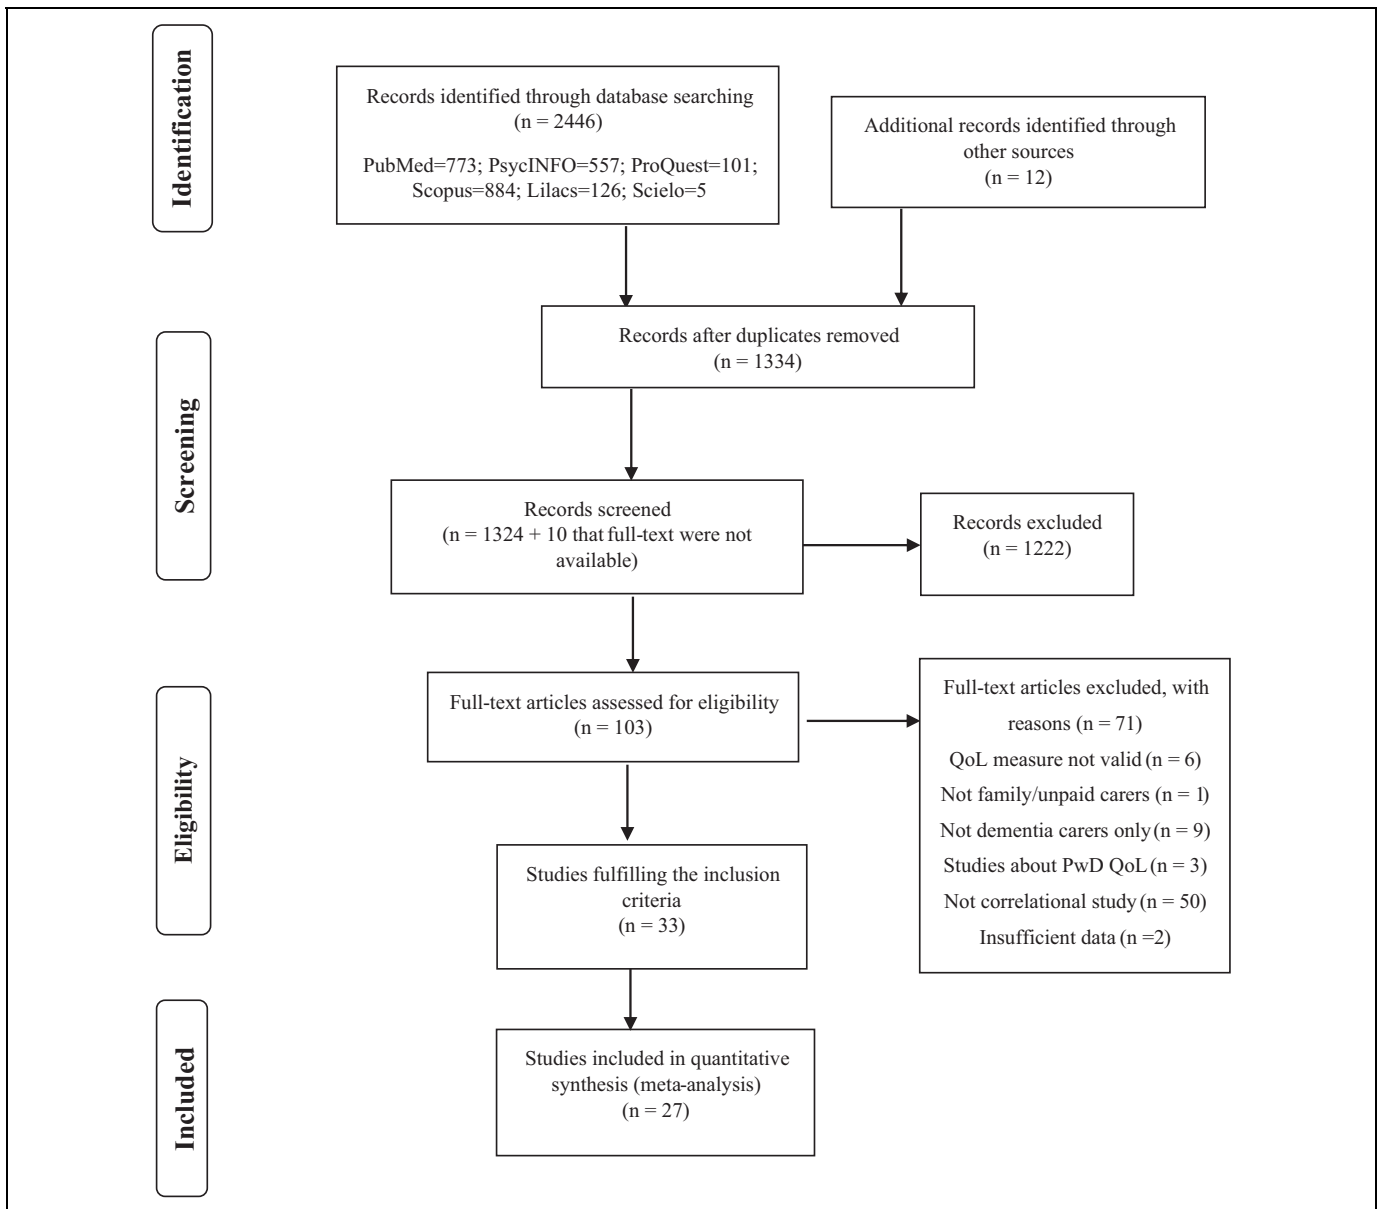 Identification
Records identified through database searching
(n = 2446)
PubMed=773; PsycINFO=557; ProQuest=101;
Scopus=884; Lilacs=126; Scielo=5
Additional records identified through
other sources
(n = 12)
Records after duplicates removed
(n = 1334)
Screening
Records screened
(n = 1324 + 10 that full-text were not
available)
Records excluded
(n = 1222)
Eligibility
Full-text articles assessed for eligibility
(n = 103)
Full-text articles excluded, with
reasons (n = 71)
QoL measure not valid (n = 6)
Not family/unpaid carers (n = 1)
Not dementia carers only (n = 9)
Studies about PwD QoL (n = 3)
Not correlational study (n = 50)
Insufficient data (n =2)
Studies fulfilling the inclusion
criteria
(n = 33)
Included
Studies included in quantitative
synthesis (meta-analysis)
(n = 27)